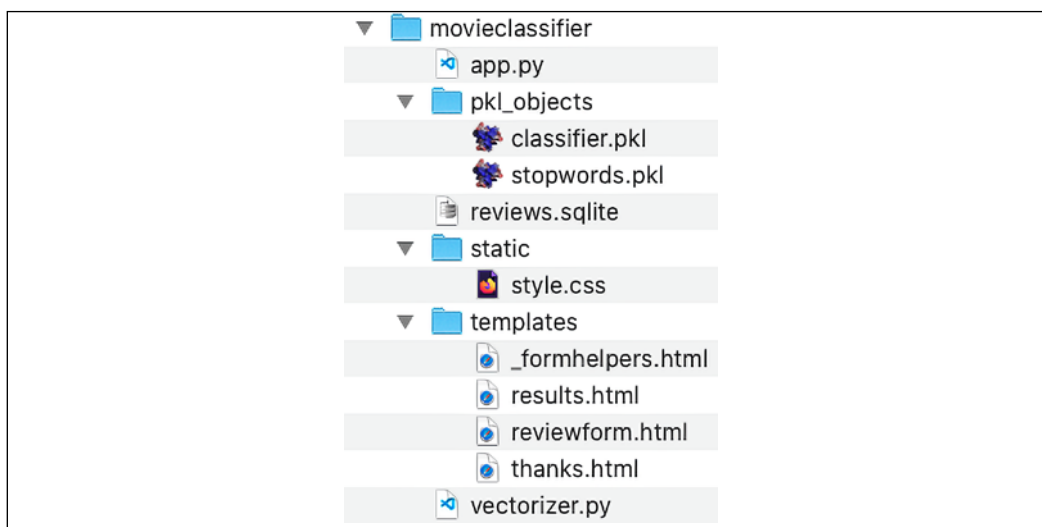 movieclassifier
app.py
pkl_objects
classifier.pkl
stopwords.pkl
reviews.sqlite
static
style.css
templates
_formhelpers.html
results.html
reviewform.html
thanks.html
vectorizer.py